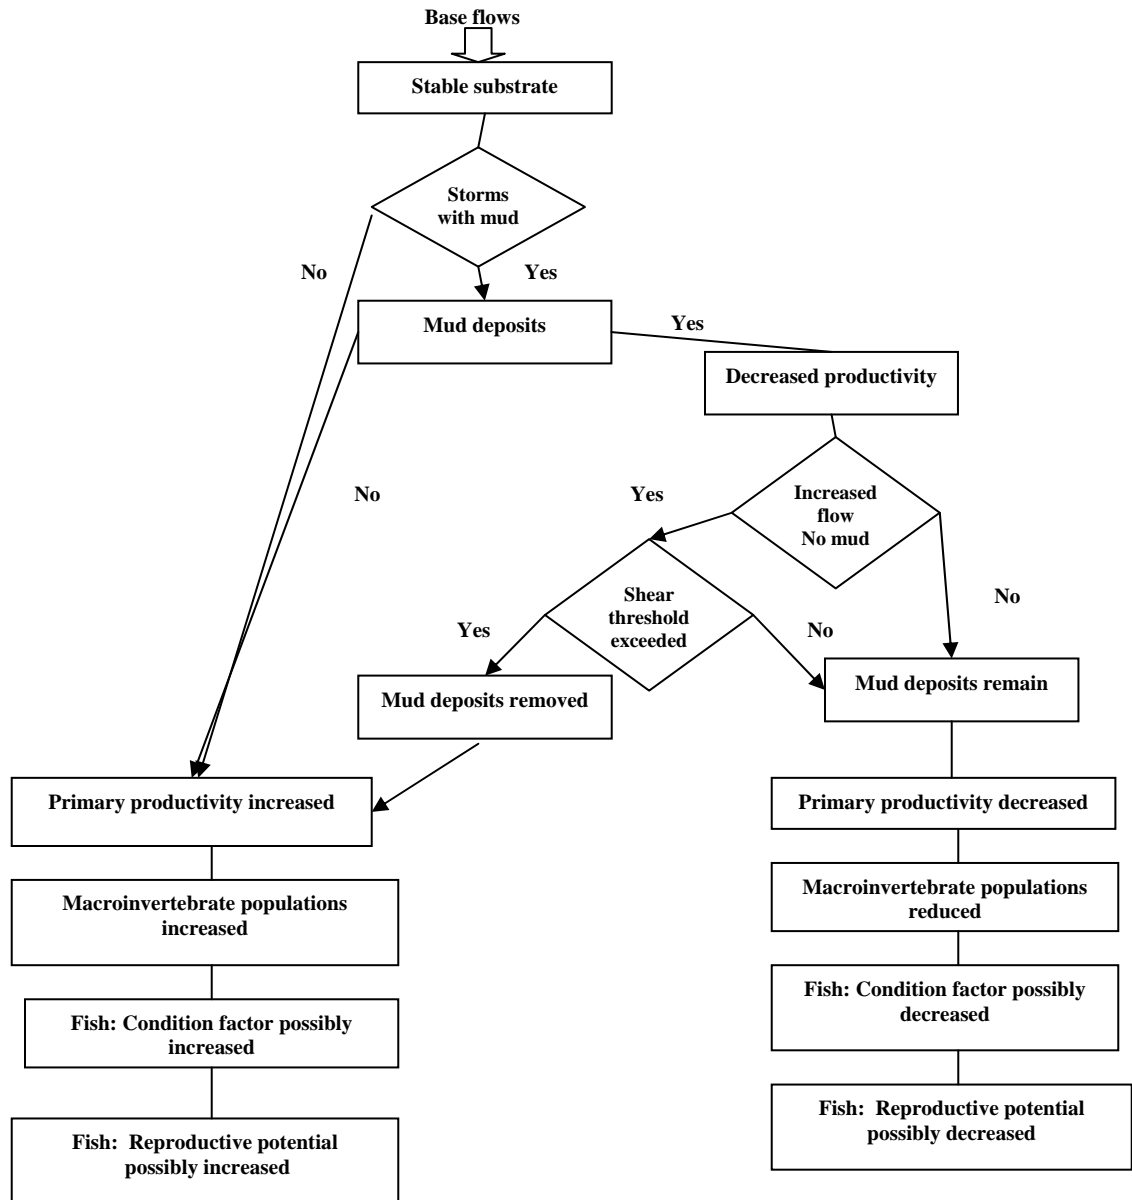 Base flows
Stable substrate
Storms
with mud
No
Yes
Mud deposits
Yes
Decreased productivity
No
Yes
Increased
flow
No mud
Shear
threshold
exceeded
Yes
No
No
Mud deposits removed
Mud deposits remain
Primary productivity increased
Primary productivity decreased
Macroinvertebrate populations
increased
Macroinvertebrate populations
reduced
Fish: Condition factor possibly
increased
Fish: Condition factor possibly
decreased
Fish: Reproductive potential
possibly increased
Fish: Reproductive potential
possibly decreased